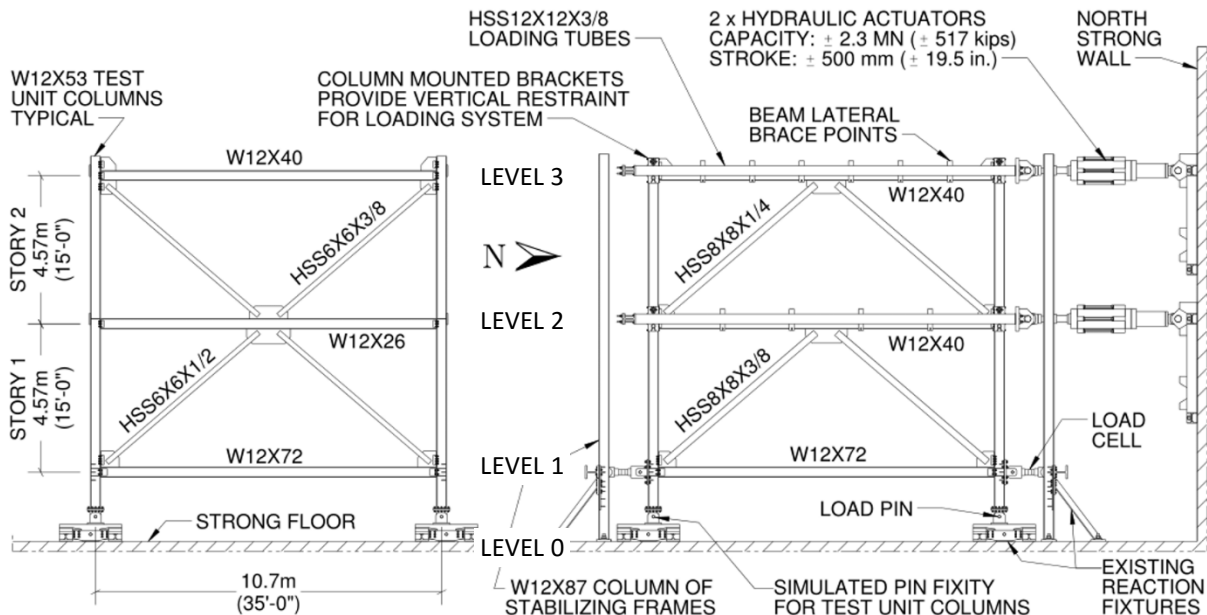 HSS12X12X3/8
LOADING TUBES
2 x HYDRAULIC ACTUATORS
CAPACITY: ± 2.3 MN (± 517 kips)
STROKE: ± 500 mm (± 19.5 in.)
NORTH
STRONG
WALL
W12X53 TEST
UNIT COLUMNS
TYPICAL
COLUMN MOUNTED BRACKETS
PROVIDE VERTICAL RESTRAINT
FOR LOADING SYSTEM
BEAM LATERAL
BRACE POINTS
W12X40
LEVEL 3
W12X40
STORY 2
4.57m
(15'-0")
HSS6X6X3/8
N
HSS8X8X1/4
LEVEL 2
W12X26
W12X40
STORY 1
4.57m
(15'-0")
HSS6X6X1/2
HSS8X8X3/8
LOAD
CELL
W12X72
LEVEL 1
W12X72
STRONG FLOOR
LOAD PIN
LEVEL 0
10.7m
(35'-0")
W12X87 COLUMN OF
STABILIZING FRAMES
SIMULATED PIN FIXITY
FOR TEST UNIT COLUMNS
EXISTING
REACTION
FIXTURES